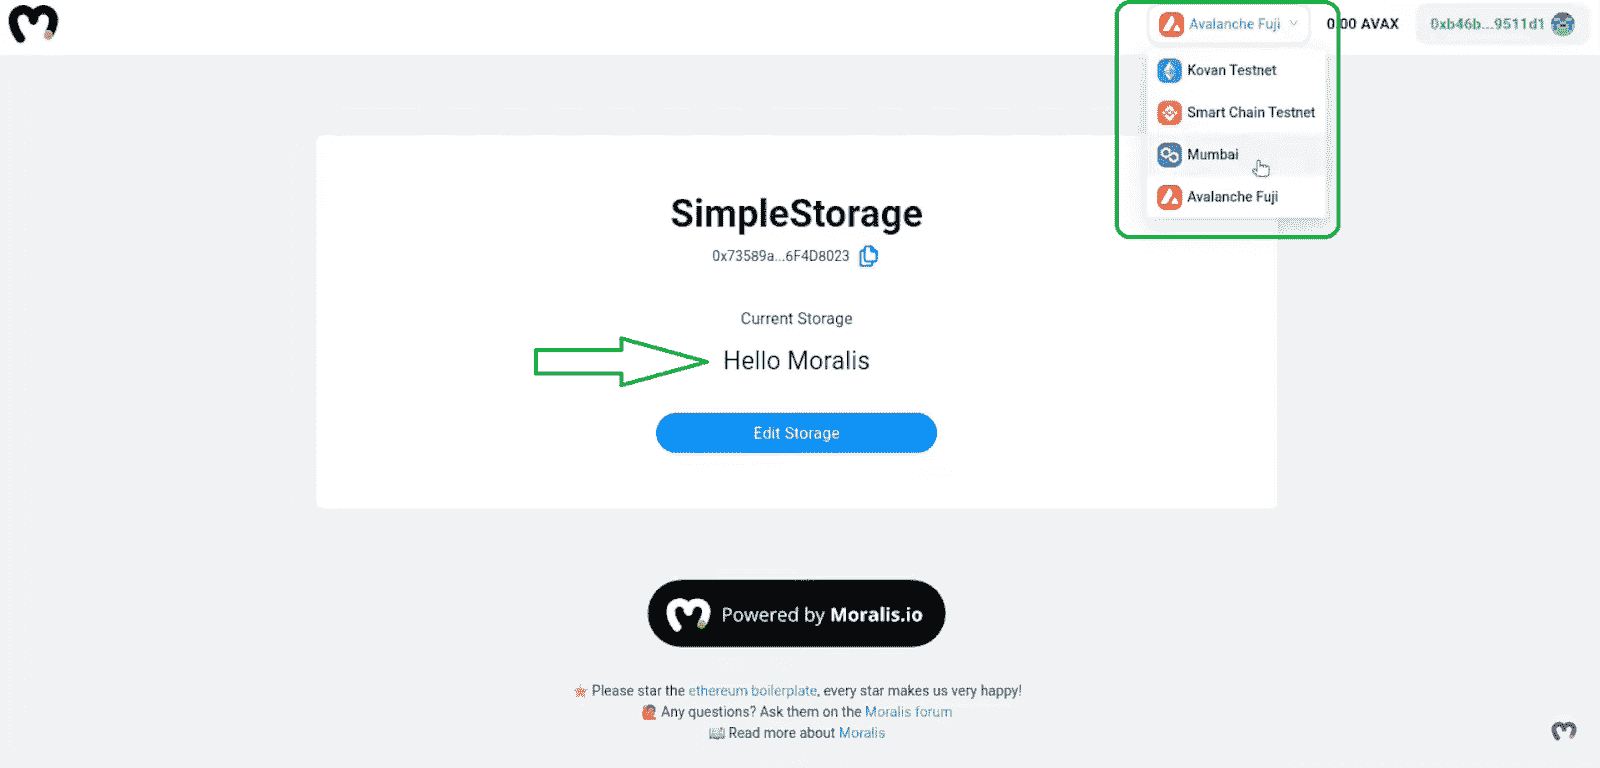 Avalanche Fuji
0.00 AVAX
0xb46b...9511d1
Kovan Testnet
Smart Chain Testnet
Mumbai
Avalanche Fuji
SimpleStorage
0x73589a...6F4D8023
Current Storage
Hello Moralis
Edit Storage
Powered by Moralis.io
Please star the ethereum boilerplate, every star makes us very happy!
Any questions? Ask them on the Moralis forum
Read more about Moralis